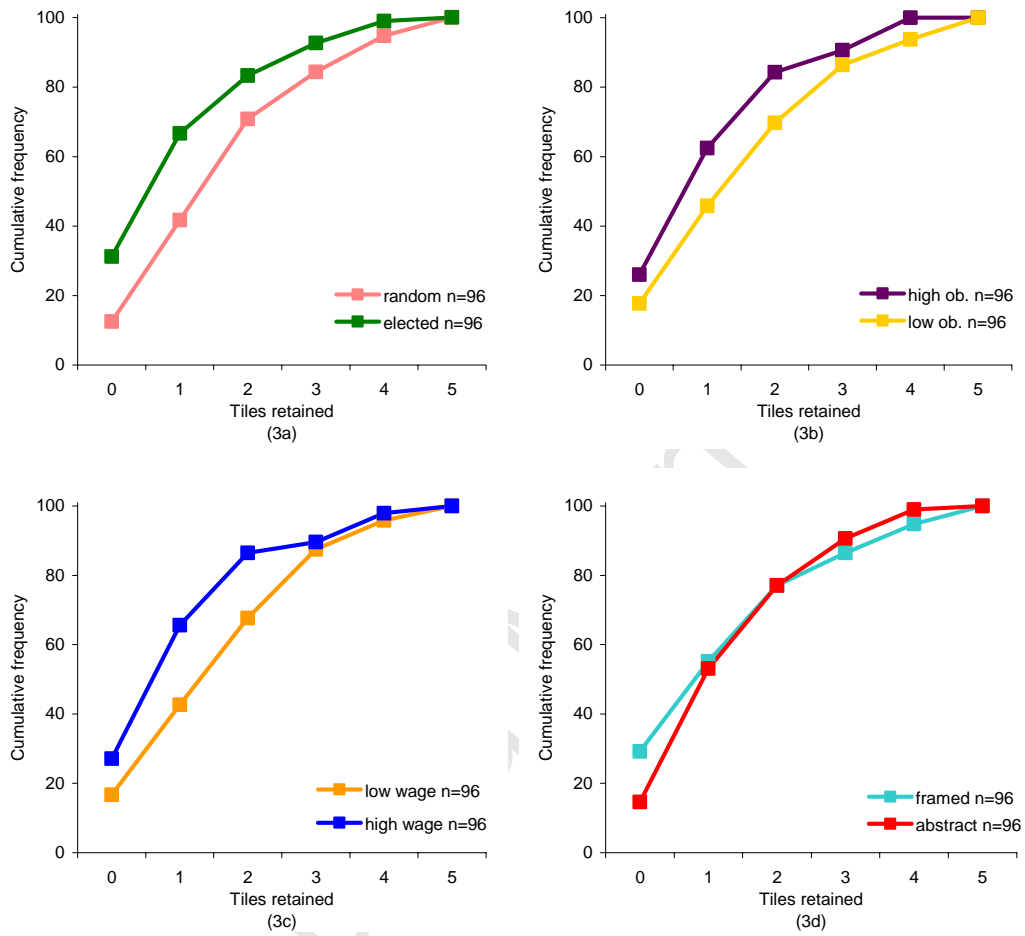 100
80
60
40
20
0
Cumulative frequency
random n=96
elected n=96
0 1 2 3 4 5
Tiles retained
(3a)
100
80
60
40
20
0
Cumulative frequency
high ob. n=96
low ob. n=96
0 1 2 3 4 5
Tiles retained
(3b)
100
80
60
40
20
0
Cumulative frequency
low wage n=96
high wage n=96
0 1 2 3 4 5
Tiles retained
(3c)
100
80
60
40
20
0
Cumulative frequency
framed n=96
abstract n=96
0 1 2 3 4 5
Tiles retained
(3d)